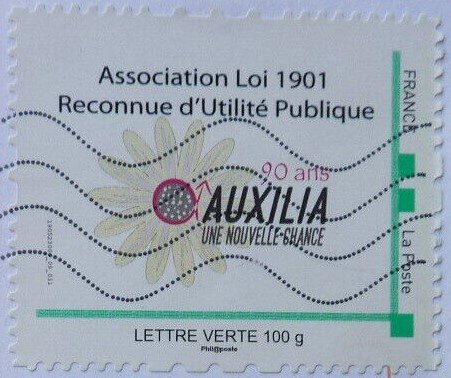 Association Loi 1901
Reconnue d'Utilité Publique
90 ans
AUXILIA
UNE NOUVELLE CHANCE
FRANCE
La Poste
LETTRE VERTE 100 g
Phil@poste